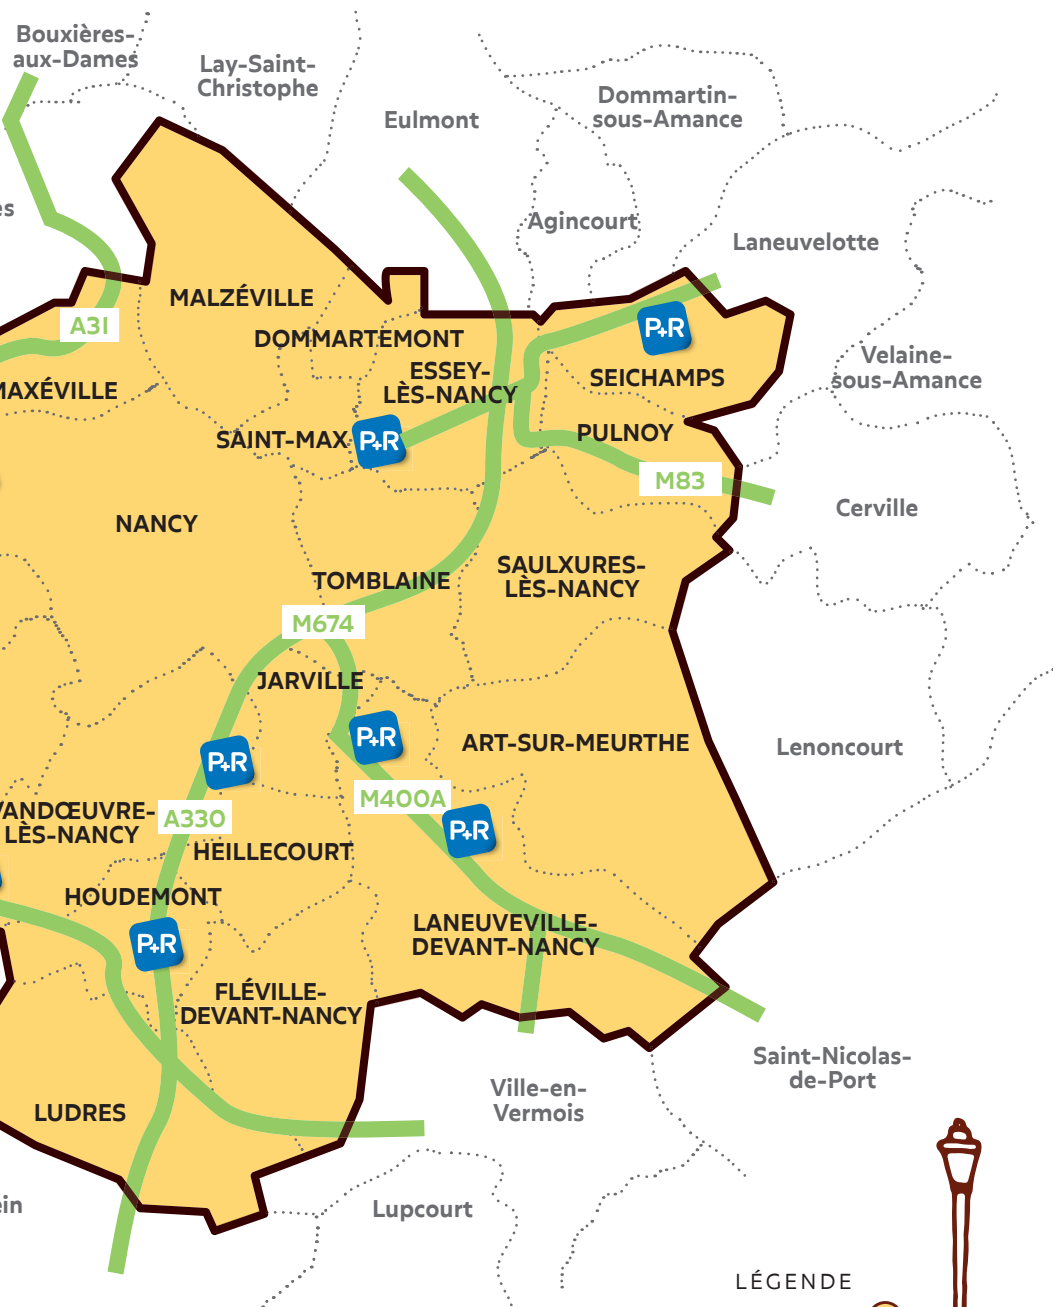 Bouxières-
aux-Dames
Lay-Saint-
Christophe
Eulmont
Dommartin-
sous-Amance
es
Agincourt
Laneuvelotte
MALZÉVILLE
A31
DOMMARTEMONT
P+R
ESSEY-
LÈS-NANCY
SEICHAMPS
Velaine-
sous-Amance
MAXÉVILLE
SAINT-MAX
P+R
PULNOY
M83
Cerville
NANCY
TOMBLAINE
SAULXURES-
LÈS-NANCY
M674
JARVILLE
P+R
ART-SUR-MEURTHE
Lenoncourt
P+R
M400A
VANDŒUVRE-
LÈS-NANCY
A330
P+R
HEILLECOURT
HOUDEMONT
P+R
LANEUVEVILLE-
DEVANT-NANCY
FLÉVILLE-
DEVANT-NANCY
Saint-Nicolas-
de-Port
Ville-en-
Vermois
LUDRES
ein
Lupcourt
LÉGENDE